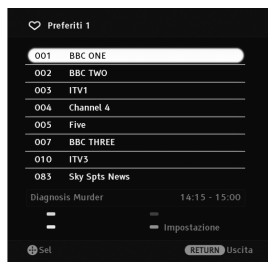 Preferiti 1
001 BBC ONE
002 BBC TWO
003 ITV1
004 Channel 4
005 Five
007 BBC THREE
010 ITV3
083 Sky Spts News
Diagnosis Murder 14:15 - 15:00
Impostazione
Sel RETURN Uscita